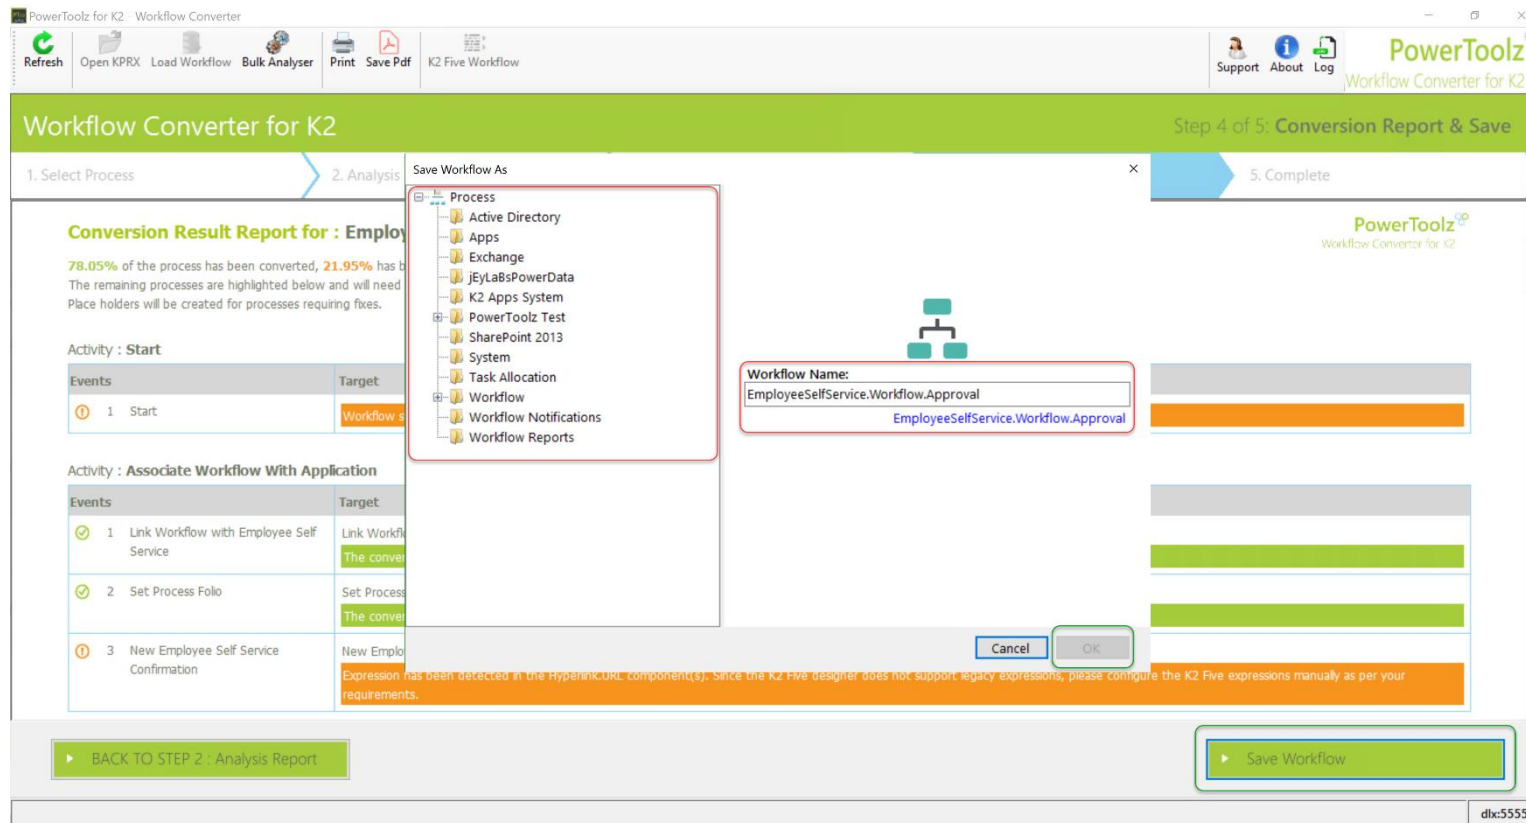 PowerToolz for K2 - Workflow Converter
Refresh
Open KPRX
Load Workflow
Bulk Analyser
Print
Save Pdf
K2 Five Workflow
Support
About
Log
PowerToolz
Workflow Converter for K2
Workflow Converter for K2
Step 4 of 5: Conversion Report & Save
1. Select Process
2. Analysis
5. Complete
Save Workflow As
Process
Active Directory
Apps
Exchange
jEyLaBsPowerData
K2 Apps System
PowerToolz Test
SharePoint 2013
System
Task Allocation
Workflow
Workflow Notifications
Workflow Reports
Workflow Name:
EmployeeSelfService.Workflow.Approval
EmployeeSelfService.Workflow.Approval
Cancel
OK
Conversion Result Report for : Employ
PowerToolz
Workflow Converter for K2
78.05% of the process has been converted, 21.95% has b
The remaining processes are highlighted below and will need
Place holders will be created for processes requiring fixes.
Activity : Start
Events
Target
1 Start
Workflow s
Activity : Associate Workflow With Application
Events
Target
1 Link Workflow with Employee Self
Service
Link Workfl
The conver
2 Set Process Folio
Set Process
The conver
3 New Employee Self Service
Confirmation
New Emplo
Expression has been detected in the Hyperlink.URL component(s). Since the K2 Five designer does not support legacy expressions, please configure the K2 Five expressions manually as per your
requirements.
BACK TO STEP 2 : Analysis Report
Save Workflow
dlx:5555